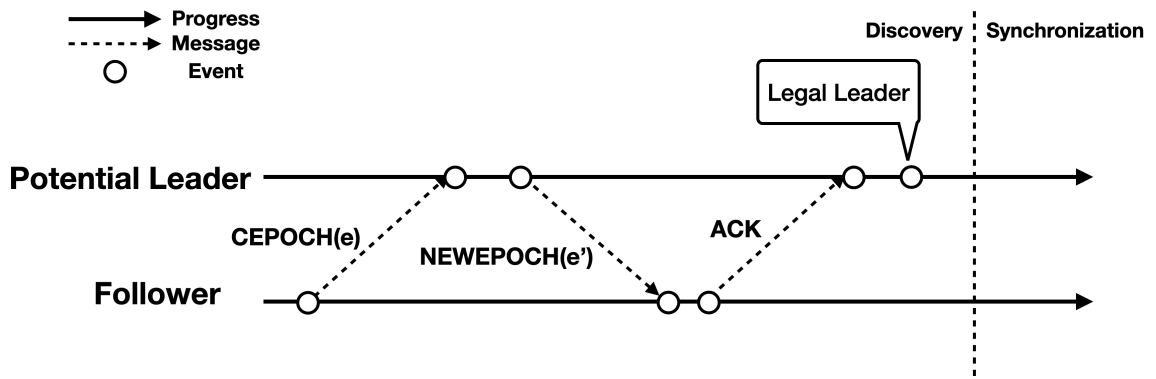 Progress
Message
Event
Discovery
Synchronization
Legal Leader
Potential Leader
CEPOCH(e)
NEWEPOCH(e’)
ACK
Follower